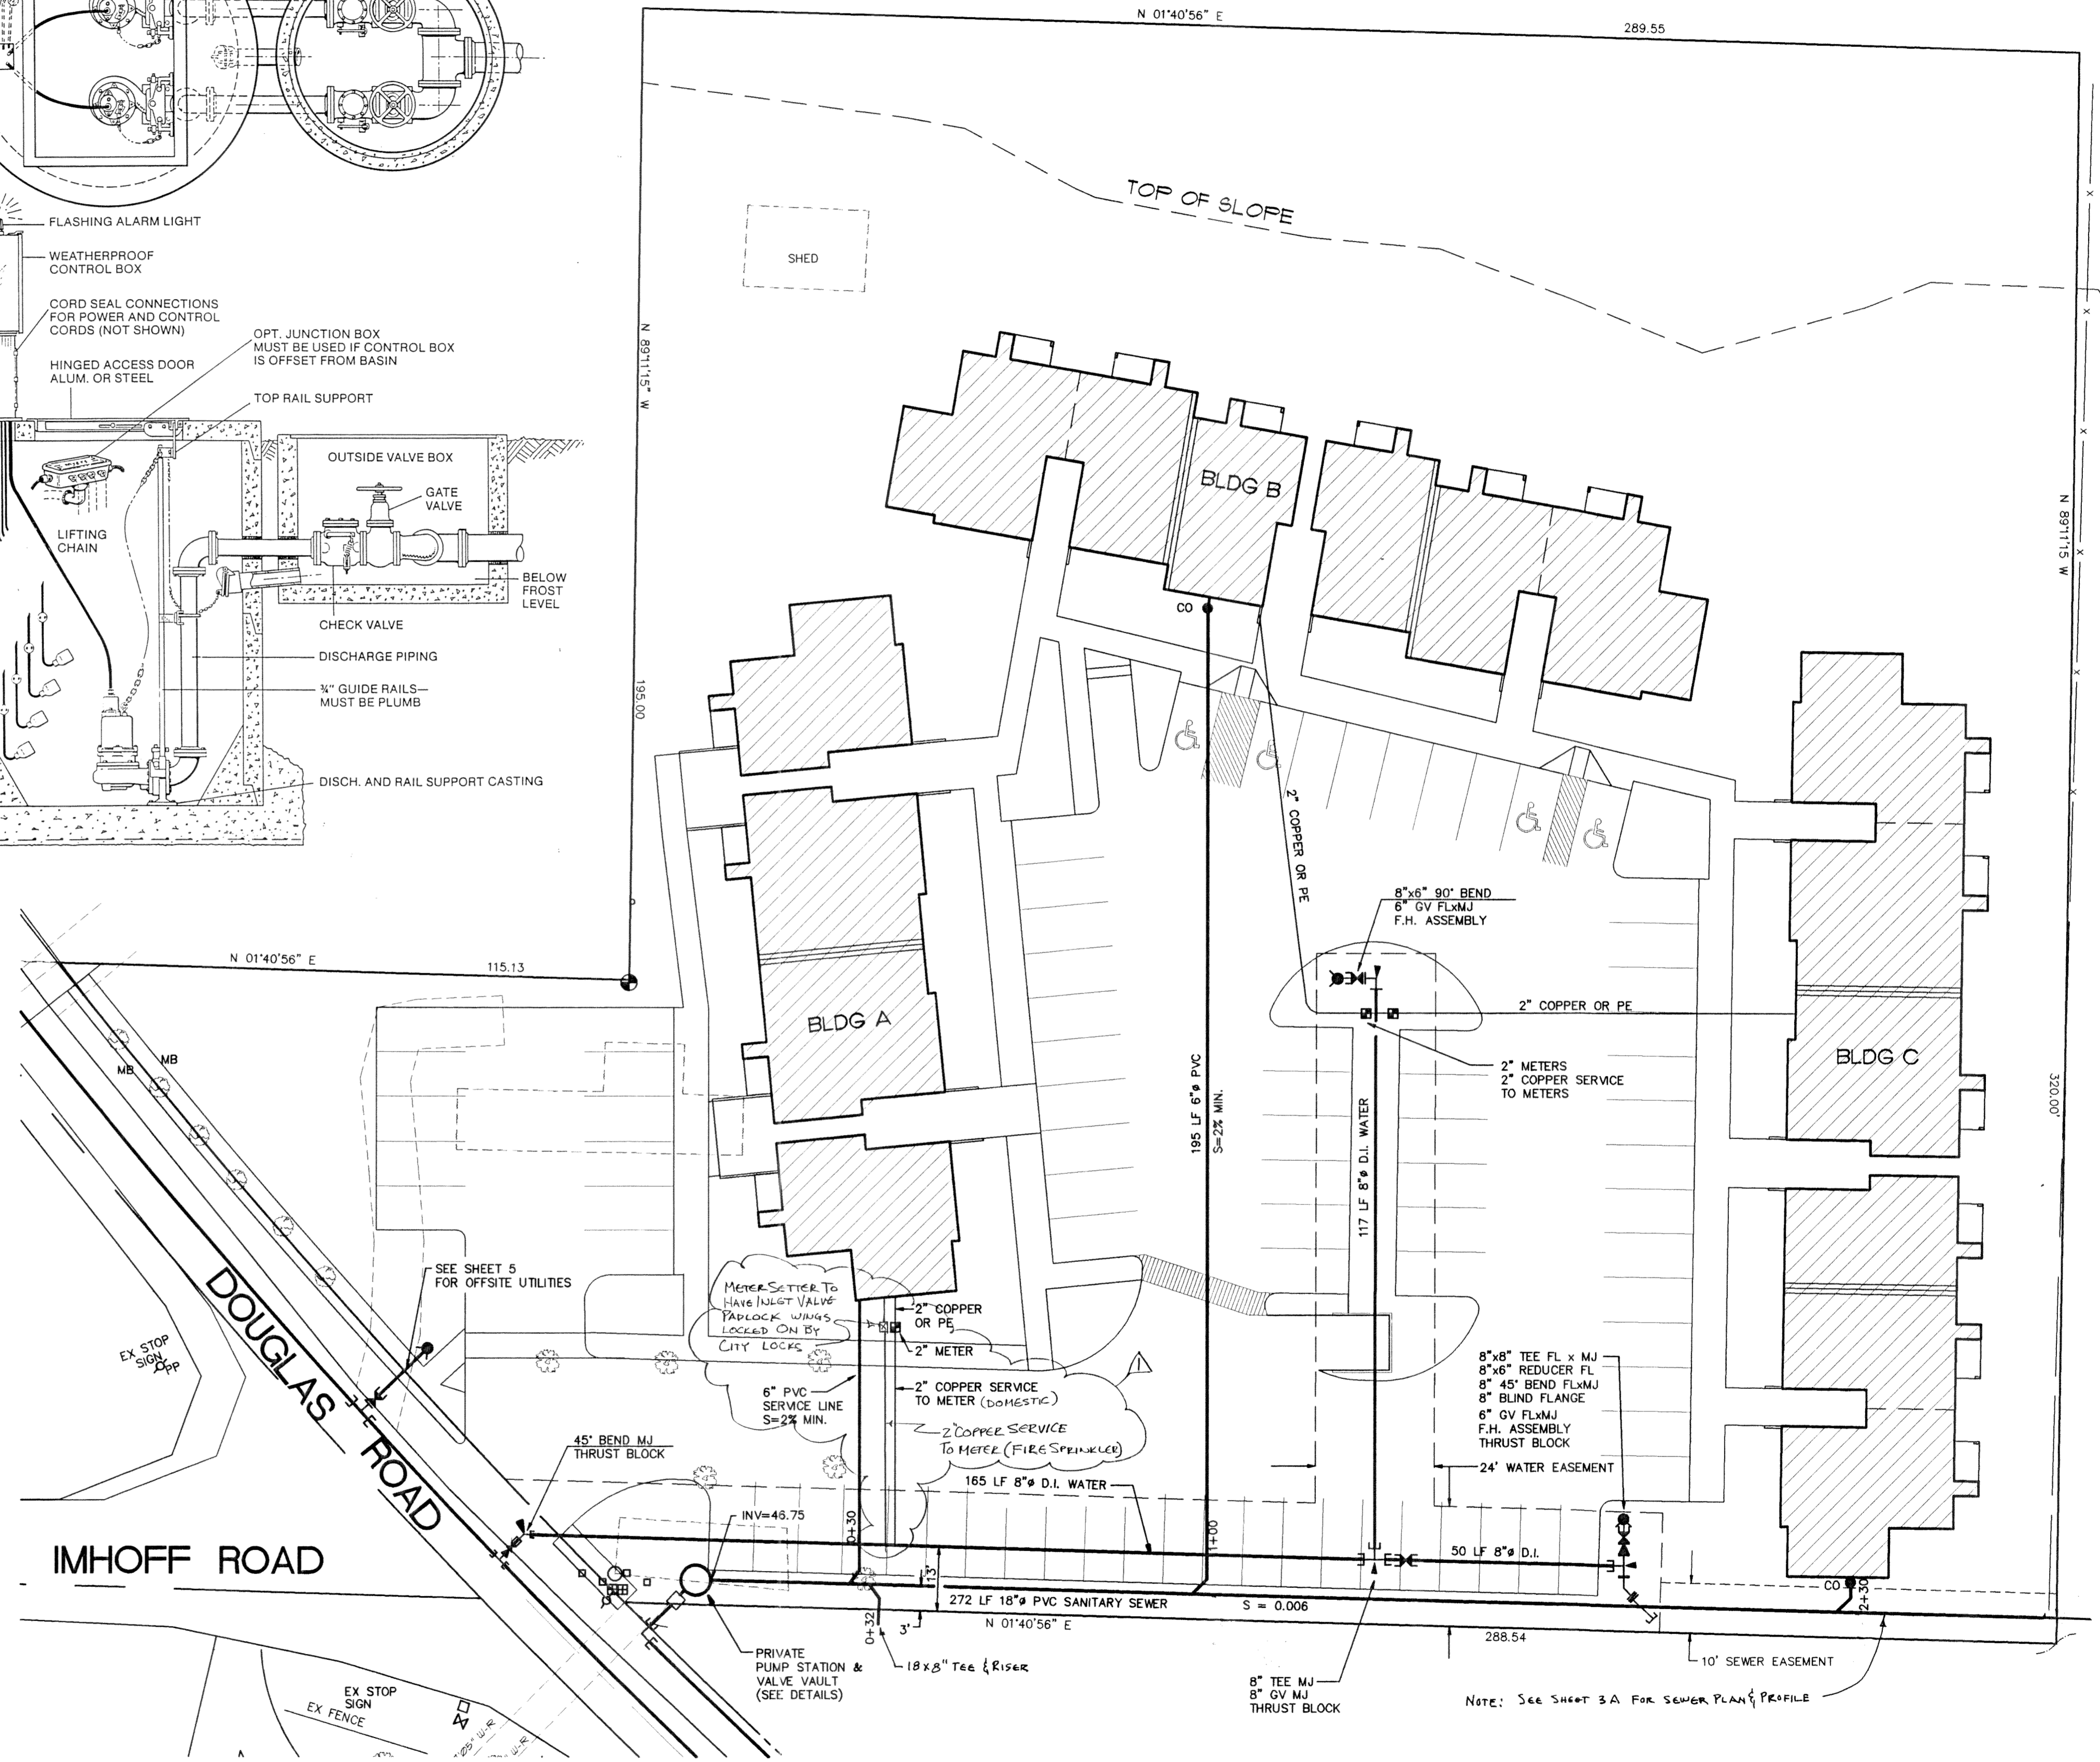 N 01°40'56" E
289.55
TOP OF SLOPE
SHED
FLASHING ALARM LIGHT
WEATHERPROOF
CONTROL BOX
CORD SEAL CONNECTIONS
FOR POWER AND CONTROL
CORDS (NOT SHOWN)
OPT. JUNCTION BOX
MUST BE USED IF CONTROL BOX
IS OFFSET FROM BASIN
HINGED ACCESS DOOR
ALUM. OR STEEL
TOP RAIL SUPPORT
OUTSIDE VALVE BOX
GATE
VALVE
LIFTING
CHAIN
BELOW
FROST
LEVEL
CHECK VALVE
DISCHARGE PIPING
¾" GUIDE RAILS—
MUST BE PLUMB
DISCH. AND RAIL SUPPORT CASTING
N 89°11'15" W
195.00
N 89°11'15 W
320.00'
BLDG B
CO
2" COPPER OR PE
8"x6" 90° BEND
6" GV FLxMJ
F.H. ASSEMBLY
N 01°40'56" E
115.13
BLDG A
2" COPPER OR PE
BLDG C
2" METERS
2" COPPER SERVICE
TO METERS
195 LF 6"ø PVC
S=2% MIN.
117 LF 8"ø D.I. WATER
MB
MB
SEE SHEET 5
FOR OFFSITE UTILITIES
METER SETTER TO
HAVE INLET VALVE
PADLOCK WINGS
LOCKED ON BY
CITY LOCKS
2" COPPER
OR PE
2" METER
6" PVC
SERVICE LINE
S=2% MIN.
2" COPPER SERVICE
TO METER (DOMESTIC)
2" COPPER SERVICE
TO METER (FIRE SPRINKLER)
1
8"x8" TEE FL x MJ
8"x6" REDUCER FL
8" 45° BEND FLxMJ
8" BLIND FLANGE
6" GV FLxMJ
F.H. ASSEMBLY
THRUST BLOCK
24' WATER EASEMENT
EX STOP
SIGN
PP
DOUGLAS ROAD
45° BEND MJ
THRUST BLOCK
165 LF 8"ø D.I. WATER
INV=46.75
0+30
1+00
50 LF 8"ø D.I.
IMHOFF ROAD
13'
CO
2+30
272 LF 18"ø PVC SANITARY SEWER
S = 0.006
0+32
3'
N 01°40'56" E
288.54
PRIVATE
PUMP STATION &
VALVE VAULT
(SEE DETAILS)
18x8" TEE & RISER
10' SEWER EASEMENT
8" TEE MJ
8" GV MJ
THRUST BLOCK
NOTE: SEE SHEET 3A FOR SEWER PLAN & PROFILE
EX STOP
SIGN
EX FENCE
W-R
W-R